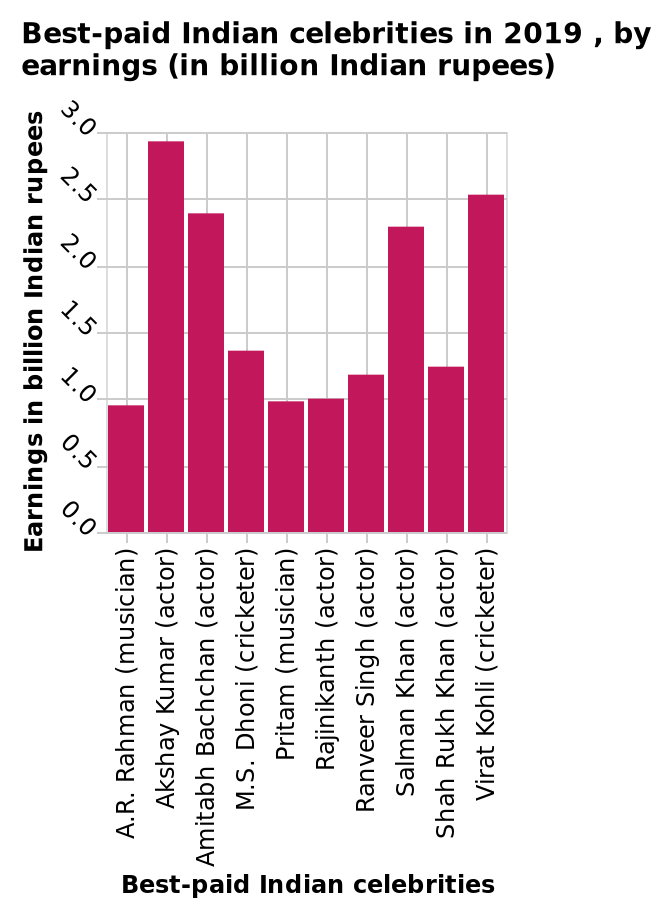 Best-paid Indian celebrities in 2019 , by
earnings (in billion Indian rupees)
Earnings in billion Indian rupees
3.0
2.5
2.0
1.5
1.0
0.5
0.0
A.R. Rahman (musician)
Akshay Kumar (actor)
Amitabh Bachchan (actor)
M.S. Dhoni (cricketer)
Pritam (musician)
Rajinikanth (actor)
Ranveer Singh (actor)
Salman Khan (actor)
Shah Rukh Khan (actor)
Virat Kohli (cricketer)
Best-paid Indian celebrities